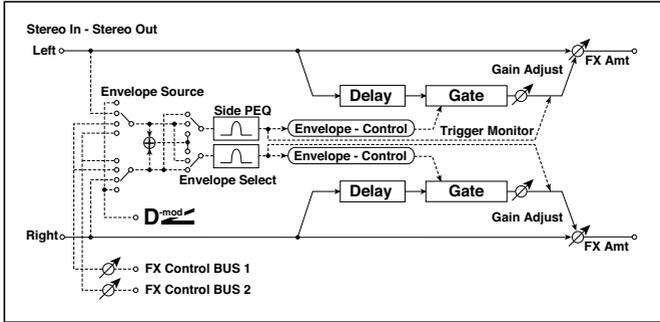 Stereo In - Stereo Out
Left
FX Amt
Envelope Source
Side PEQ
Delay
Gate
Gain Adjust
Envelope - Control
Trigger Monitor
Envelope - Control
Envelope Select
D-mod
Delay
Gate
Gain Adjust
Right
FX Amt
FX Control BUS 1
FX Control BUS 2